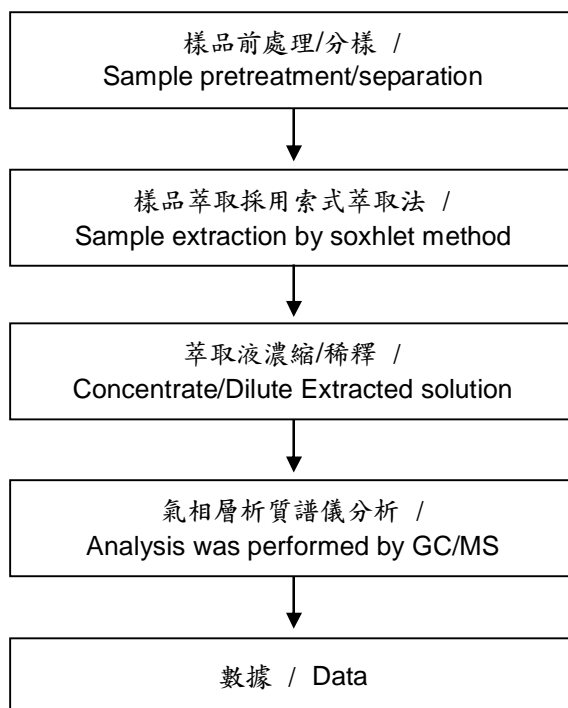 樣品前處理/分樣 /
Sample pretreatment/separation
樣品萃取採用索式萃取法 /
Sample extraction by soxhlet method
萃取液濃縮/稀釋 /
Concentrate/Dilute Extracted solution
氣相層析質譜儀分析 /
Analysis was performed by GC/MS
數據 / Data